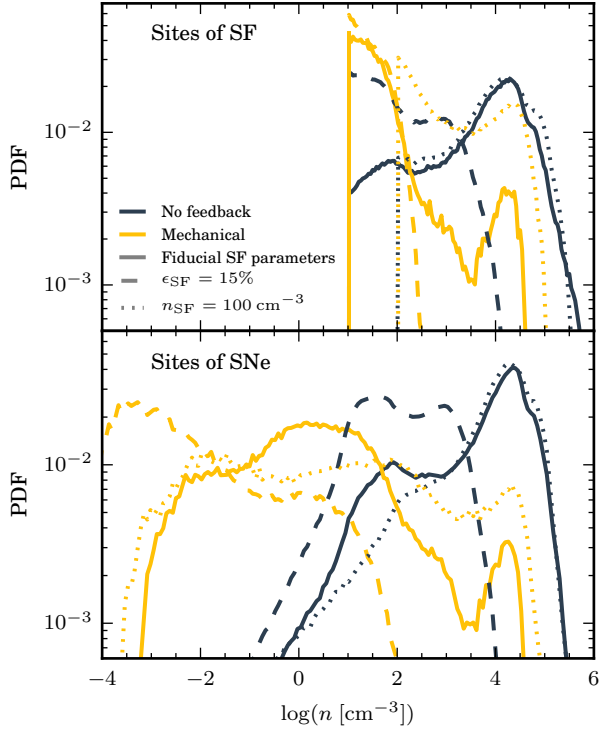 Sites of SF
PDF
10⁻²
10⁻³
No feedback
Mechanical
Fiducial SF parameters
ϵ_SF = 15%
n_SF = 100 cm⁻³
Sites of SNe
PDF
10⁻²
10⁻³
−4 −2 0 2 4 6
log(n [cm⁻³])